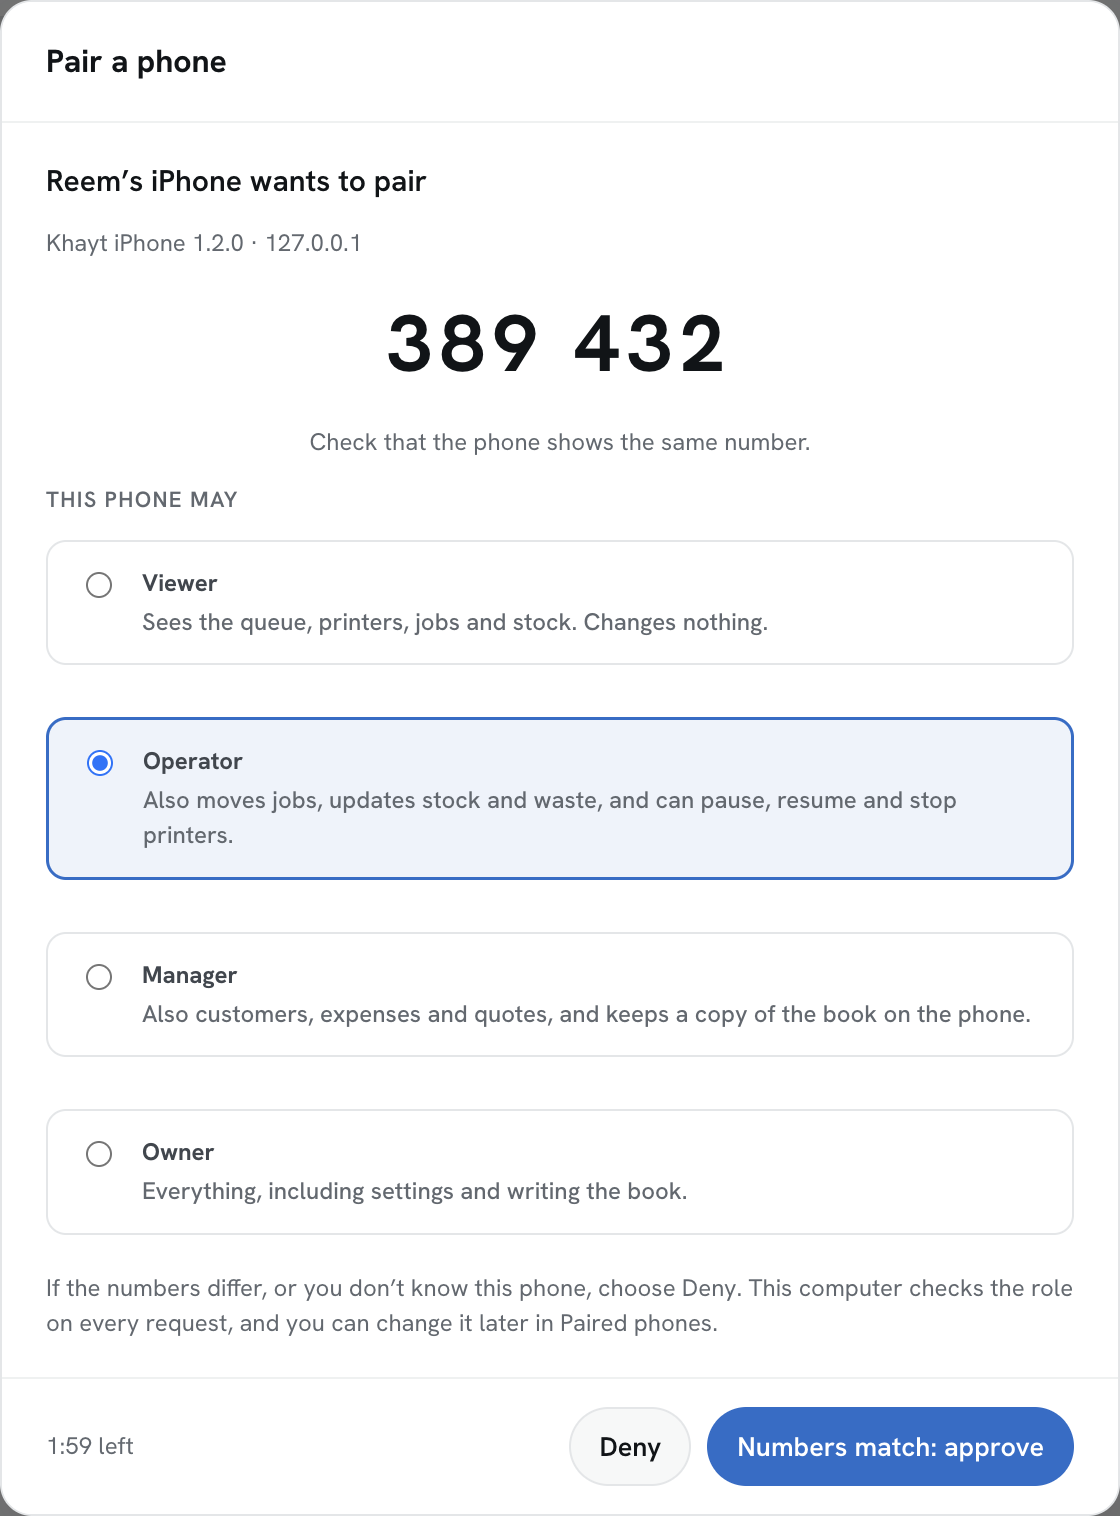 Pair a phone
Reem’s iPhone wants to pair
Khayt iPhone 1.2.0 · 127.0.0.1
389 432
Check that the phone shows the same number.
THIS PHONE MAY
Viewer
Sees the queue, printers, jobs and stock. Changes nothing.
Operator
Also moves jobs, updates stock and waste, and can pause, resume and stop
printers.
Manager
Also customers, expenses and quotes, and keeps a copy of the book on the phone.
Owner
Everything, including settings and writing the book.
If the numbers differ, or you don’t know this phone, choose Deny. This computer checks the role
on every request, and you can change it later in Paired phones.
1:59 left
Deny
Numbers match: approve